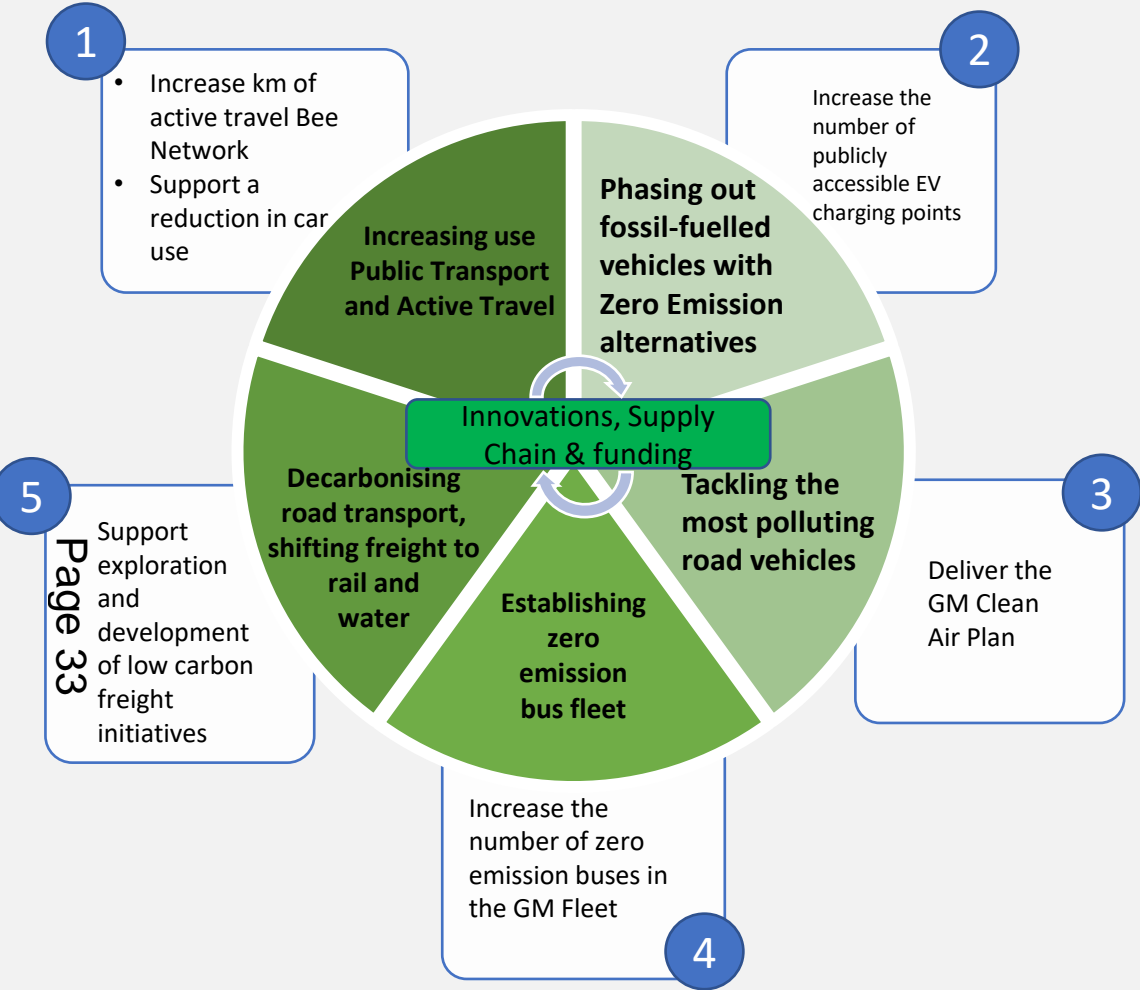 1
• Increase km of
active travel Bee
Network
• Support a
reduction in car
use
Increasing use
Public Transport
and Active Travel
2
Increase the
number of
publicly
accessible EV
charging points
Phasing out
fossil-fuelled
vehicles with
Zero Emission
alternatives
Innovations, Supply
Chain & funding
3
Deliver the
GM Clean
Air Plan
Tackling the
most polluting
road vehicles
4
Increase the
number of zero
emission buses in
the GM Fleet
Establishing
zero
emission
bus fleet
5
Support
exploration
and
development
of low carbon
freight
initiatives
Decarbonising
road transport,
shifting freight to
rail and
water
Page 33